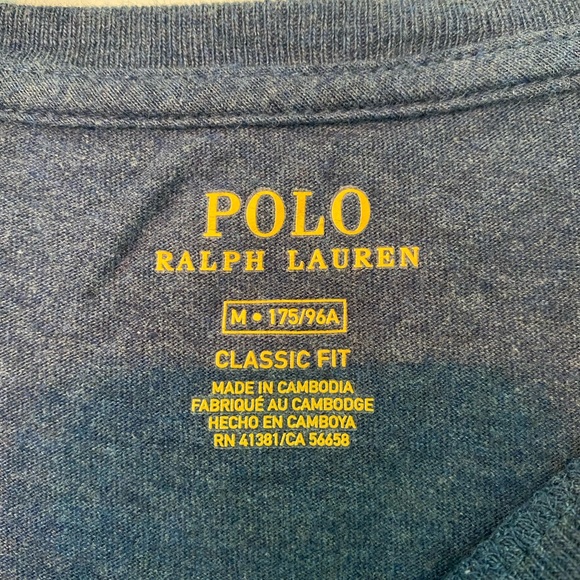 POLO
RALPH LAUREN
M • 175/96A
CLASSIC FIT
MADE IN CAMBODIA
FABRIQUÉ AU CAMBODGE
HECHO EN CAMBOYA
RN 41381/CA 56658